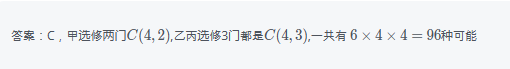 答案：C，甲选修两门C(4,2),乙丙选修3门都是C(4,3),一共有 6 × 4 × 4 = 96种可能